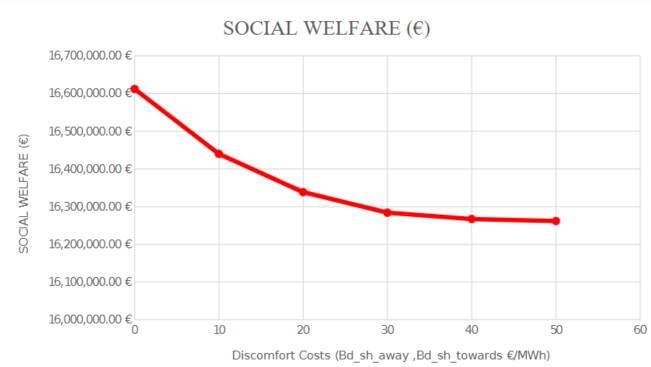 SOCIAL WELFARE (€)
16,700,000.00 €
16,600,000.00 €
16,500,000.00 €
16,400,000.00 €
16,300,000.00 €
16,200,000.00 €
16,100,000.00 €
16,000,000.00 €
SOCIAL WELFARE (€)
0 10 20 30 40 50 60
Discomfort Costs (Bd_sh_away ,Bd_sh_towards €/MWh)